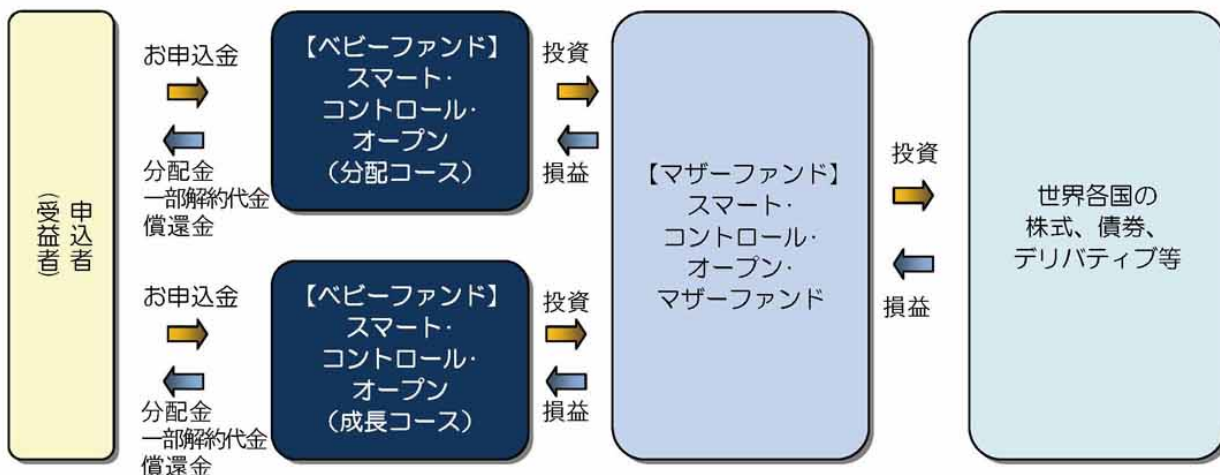 申込者
(受益者)
お申込金
分配金
一部解約代金
償還金
【ベビーファンド】
スマート・
コントロール・
オープン
(分配コース)
投資
損益
お申込金
分配金
一部解約代金
償還金
【ベビーファンド】
スマート・
コントロール・
オープン
(成長コース)
投資
損益
【マザーファンド】
スマート・
コントロール・
オープン・
マザーファンド
投資
損益
世界各国の
株式、債券、
デリバティブ等